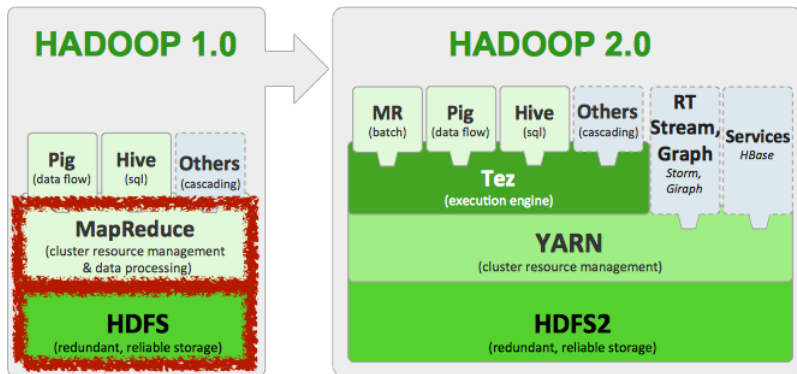 HADOOP 1.0
Pig
(data flow)
Hive
(sql)
Others
(cascading)
MapReduce
(cluster resource management
& data processing)
HDFS
(redundant, reliable storage)
HADOOP 2.0
MR
(batch)
Pig
(data flow)
Hive
(sql)
Others
(cascading)
RT
Stream,
Graph
Storm,
Giraph
Services
HBase
Tez
(execution engine)
YARN
(cluster resource management)
HDFS2
(redundant, reliable storage)